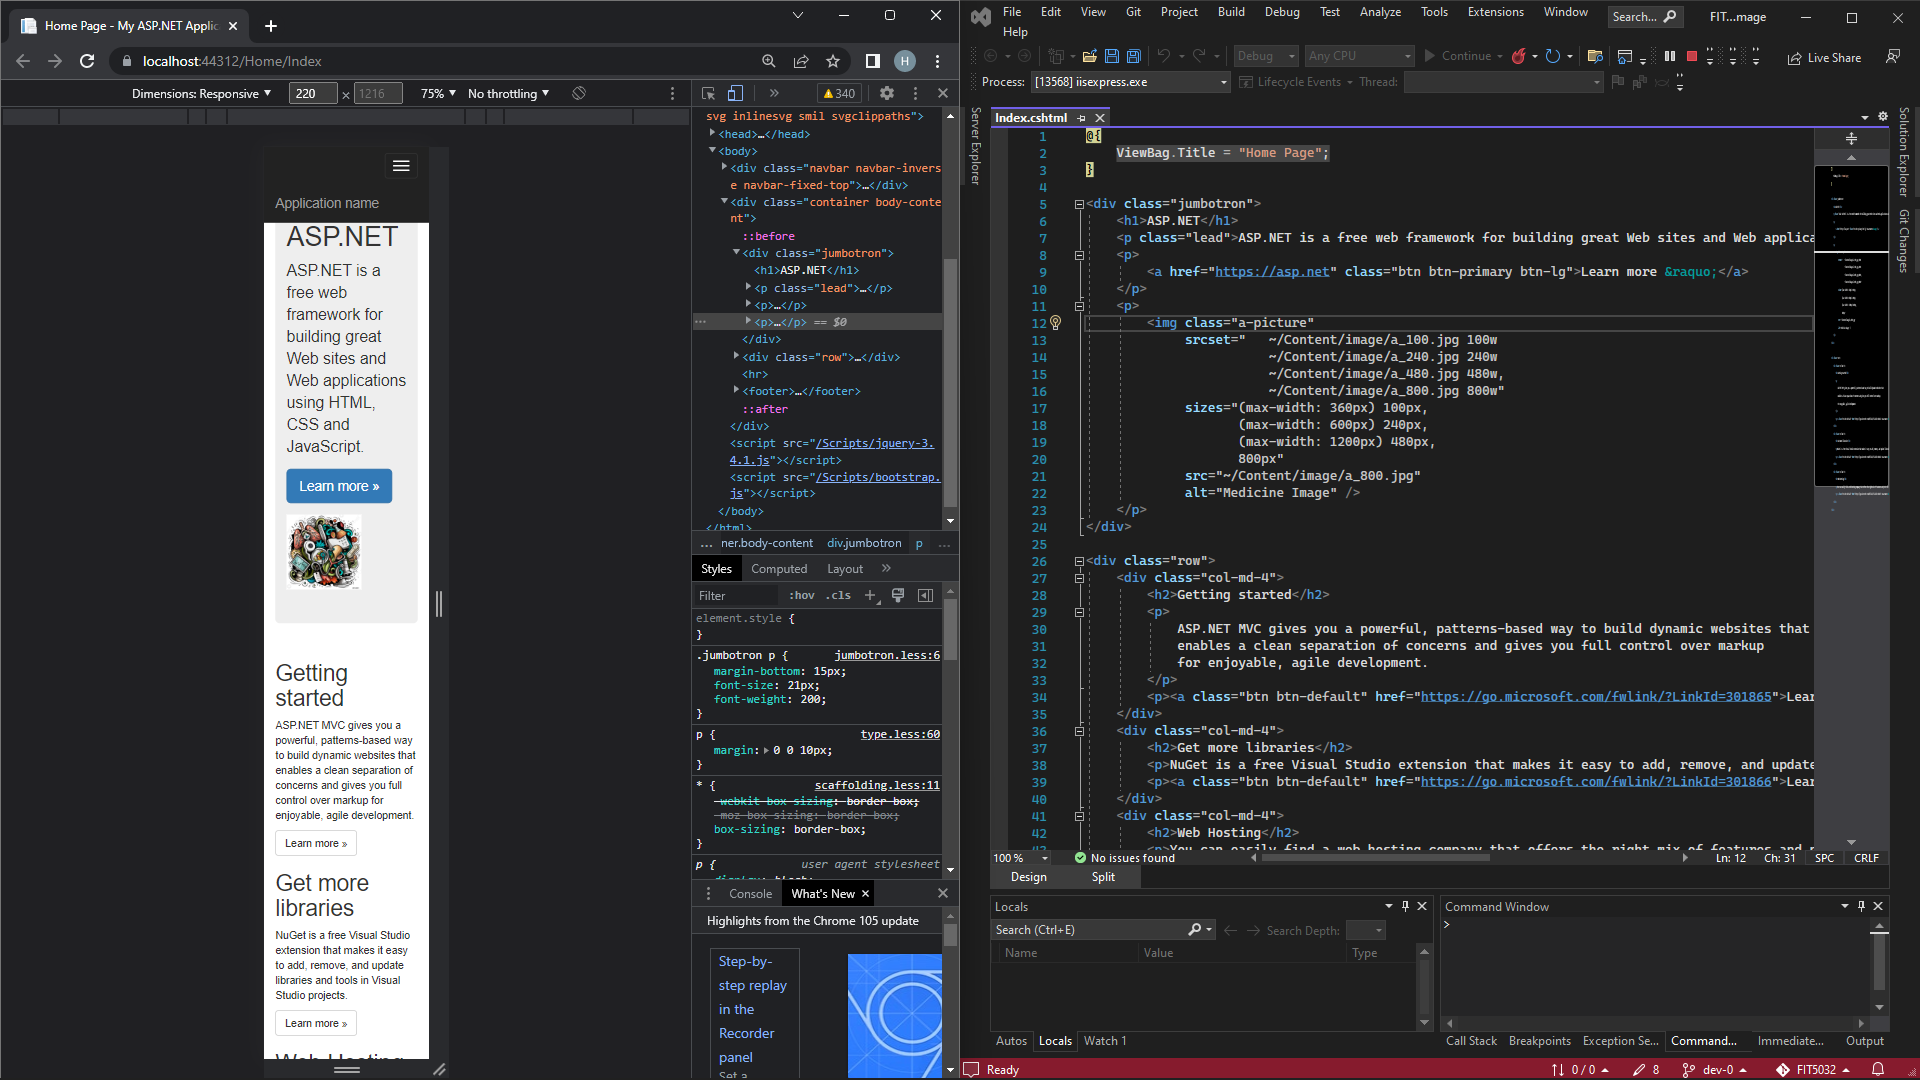 Home Page - My ASP.NET Applic
localhost:44312/Home/Index
Dimensions: Responsive
220
×
1216
75%
No throttling
340
Application name
ASP.NET
ASP.NET is a
free web
framework for
building great
Web sites and
Web applications
using HTML,
CSS and
JavaScript.
Learn more »
Getting
started
ASP.NET MVC gives you a
powerful, patterns-based way
to build dynamic websites that
enables a clean separation of
concerns and gives you full
control over markup for
enjoyable, agile development.
Learn more »
Get more
libraries
NuGet is a free Visual Studio
extension that makes it easy
to add, remove, and update
libraries and tools in Visual
Studio projects.
Learn more »
Web Hosting
svg inlinesvg smil svgclippaths">
<head>…</head>
<body>
<div class="navbar navbar-invers
e navbar-fixed-top">…</div>
<div class="container body-conte
nt">
::before
<div class="jumbotron">
<h1>ASP.NET</h1>
<p class="lead">…</p>
<p>…</p>
<p>…</p> == $0
</div>
<div class="row">…</div>
<hr>
<footer>…</footer>
::after
</div>
<script src="/Scripts/jquery-3.
4.1.js"></script>
<script src="/Scripts/bootstrap.
js"></script>
</body>
</html>
... ner.body-content div.jumbotron p ...
Styles Computed Layout
Filter :hov .cls
element.style {
}
.jumbotron p { jumbotron.less:6
margin-bottom: 15px;
font-size: 21px;
font-weight: 200;
}
p { type.less:60
margin: 0 0 10px;
}
* { scaffolding.less:11
-webkit-box-sizing: border-box;
-moz-box-sizing: border-box;
box-sizing: border-box;
}
p { user agent stylesheet
display: block;
Console What's New
Highlights from the Chrome 105 update
Step-by-
step replay
in the
Recorder
panel
Set a
File Edit View Git Project Build Debug Test Analyze Tools Extensions Window
Help
Search...
FIT...mage
Debug
Any CPU
Continue
Live Share
Process: [13568] iisexpress.exe
Lifecycle Events
Thread:
Server Explorer
Solution Explorer
Git Changes
Index.cshtml
1 @{
2 ViewBag.Title = "Home Page";
3 }
4
5 <div class="jumbotron">
6 <h1>ASP.NET</h1>
7 <p class="lead">ASP.NET is a free web framework for building great Web sites and Web applica
8 <p>
9 <a href="https://asp.net" class="btn btn-primary btn-lg">Learn more &raquo;</a>
10 </p>
11 <p>
12 <img class="a-picture"
13 srcset=" ~/Content/image/a_100.jpg 100w
14 ~/Content/image/a_240.jpg 240w
15 ~/Content/image/a_480.jpg 480w,
16 ~/Content/image/a_800.jpg 800w"
17 sizes="(max-width: 360px) 100px,
18 (max-width: 600px) 240px,
19 (max-width: 1200px) 480px,
20 800px"
21 src="~/Content/image/a_800.jpg"
22 alt="Medicine Image" />
23 </p>
24 </div>
25
26 <div class="row">
27 <div class="col-md-4">
28 <h2>Getting started</h2>
29 <p>
30 ASP.NET MVC gives you a powerful, patterns-based way to build dynamic websites that
31 enables a clean separation of concerns and gives you full control over markup
32 for enjoyable, agile development.
33 </p>
34 <p><a class="btn btn-default" href="https://go.microsoft.com/fwlink/?LinkId=301865">Lear
35 </div>
36 <div class="col-md-4">
37 <h2>Get more libraries</h2>
38 <p>NuGet is a free Visual Studio extension that makes it easy to add, remove, and update
39 <p><a class="btn btn-default" href="https://go.microsoft.com/fwlink/?LinkId=301866">Lear
40 </div>
41 <div class="col-md-4">
42 <h2>Web Hosting</h2>
<p>You can easily find a web hosting company that offers the right mix of features and
100 %
No issues found
Ln: 12 Ch: 31 SPC CRLF
Design Split
Locals
Search (Ctrl+E)
Search Depth:
Name Value Type
Autos Locals Watch 1
Command Window
>
Call Stack Breakpoints Exception Se... Command... Immediate... Output
Ready
0 / 0
8
dev-0
FIT5032